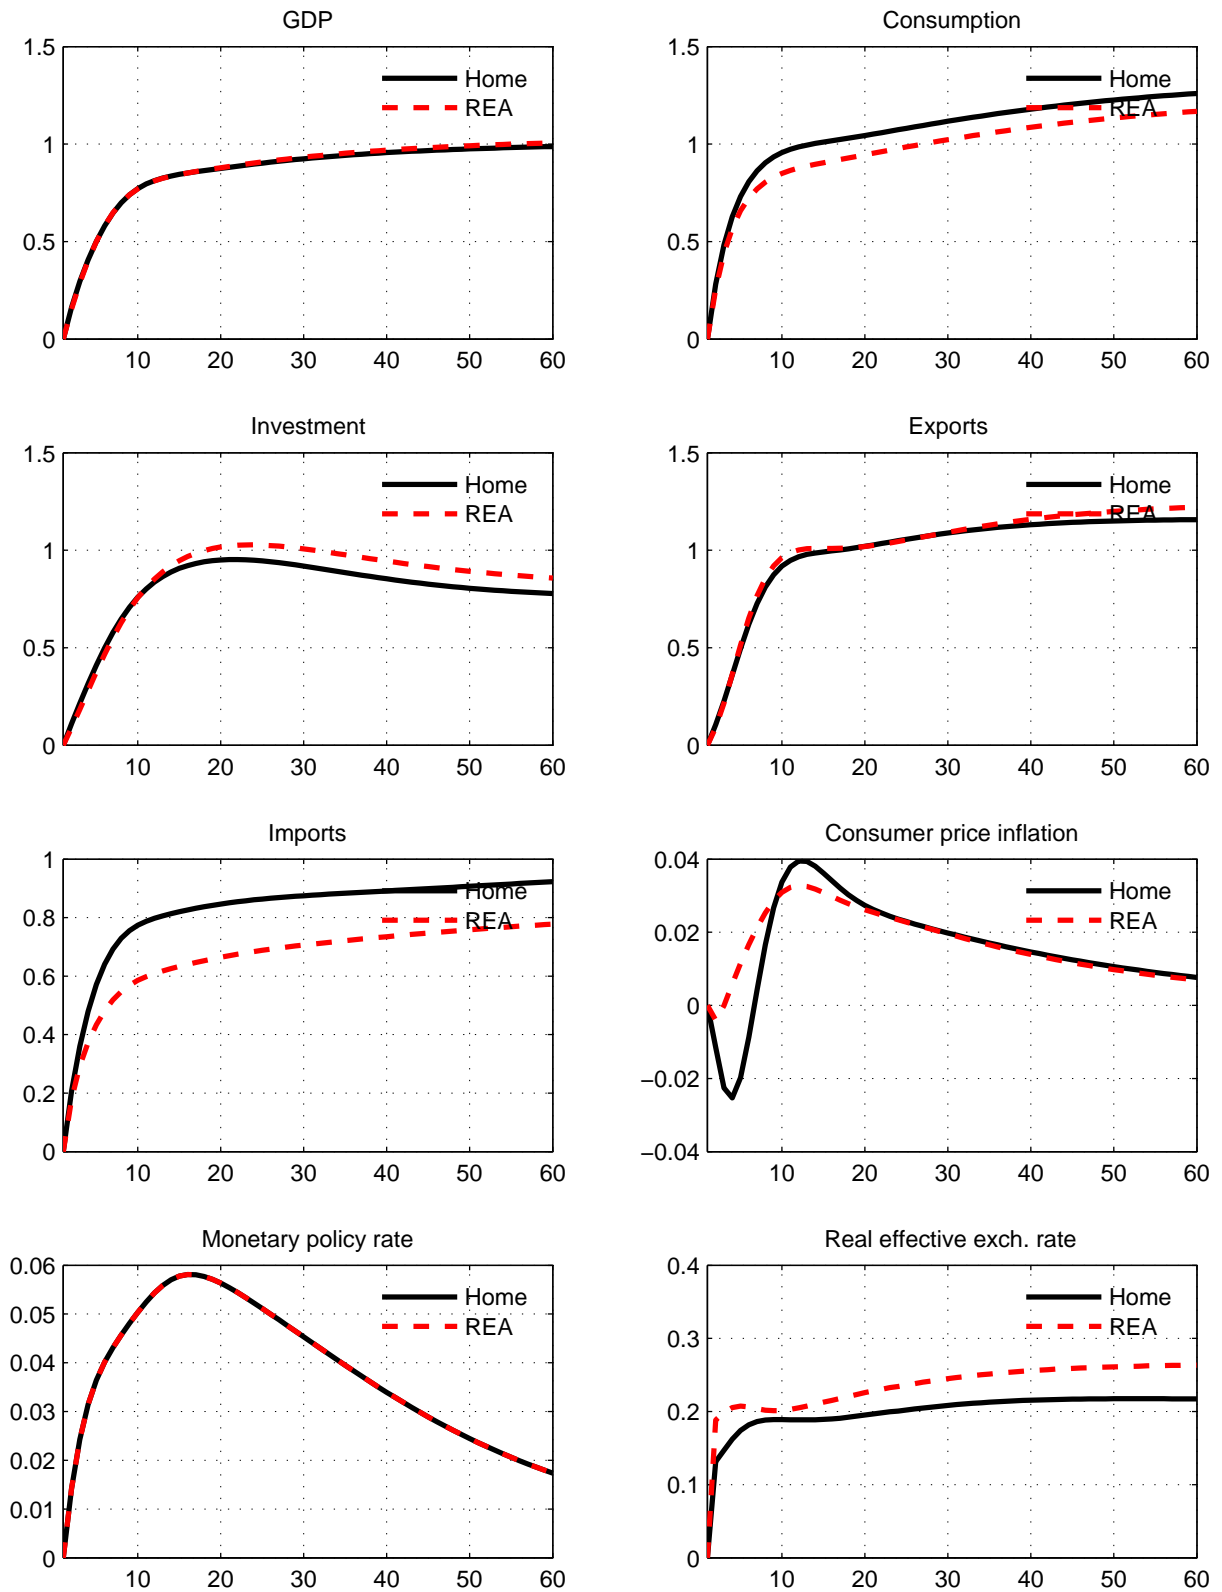 GDP
1.5
1
0.5
0
10 20 30 40 50 60
Home
REA
Consumption
1.5
1
0.5
0
10 20 30 40 50 60
Home
REA
Investment
1.5
1
0.5
0
10 20 30 40 50 60
Home
REA
Exports
1.5
1
0.5
0
10 20 30 40 50 60
Home
REA
Imports
1
0.8
0.6
0.4
0.2
0
10 20 30 40 50 60
Home
REA
Consumer price inflation
0.04
0.02
0
−0.02
−0.04
10 20 30 40 50 60
Home
REA
Monetary policy rate
0.06
0.05
0.04
0.03
0.02
0.01
0
10 20 30 40 50 60
Home
REA
Real effective exch. rate
0.4
0.3
0.2
0.1
0
10 20 30 40 50 60
Home
REA